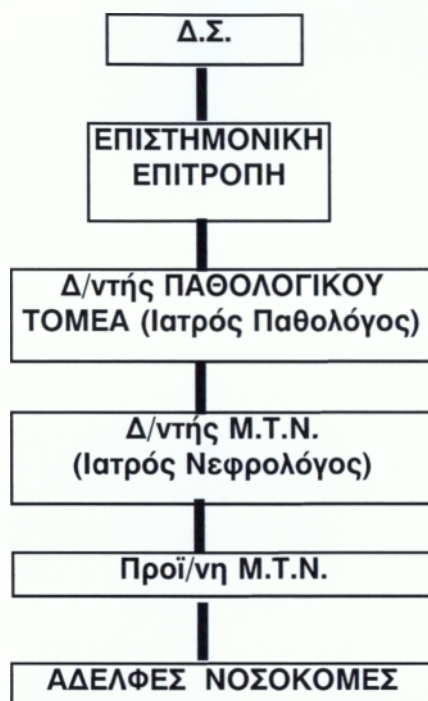 Δ.Σ.
ΕΠΙΣΤΗΜΟΝΙΚΗ
ΕΠΙΤΡΟΠΗ
Δ/ντής ΠΑΘΟΛΟΓΙΚΟΥ
ΤΟΜΕΑ (Ιατρός Παθολόγος)
Δ/ντής Μ.Τ.Ν.
(Ιατρός Νεφρολόγος)
Προϊ/νη Μ.Τ.Ν.
ΑΔΕΛΦΕΣ ΝΟΣΟΚΟΜΕΣ